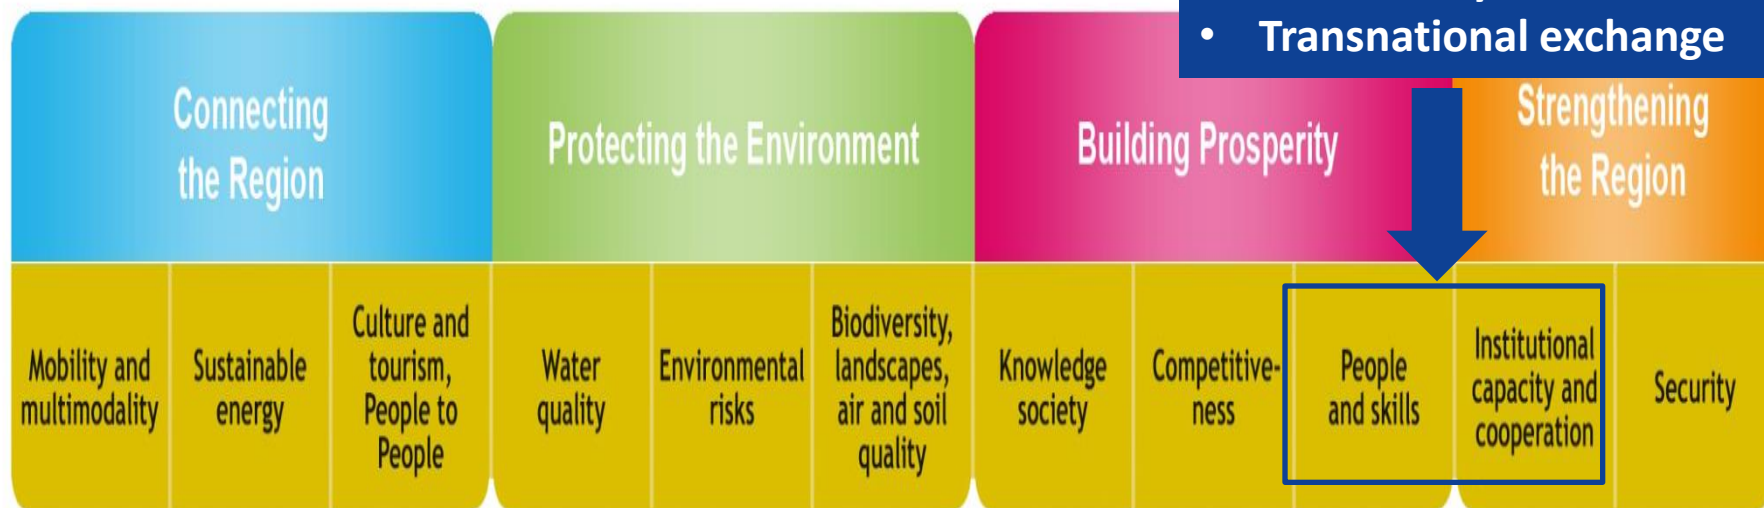 • Transnational exchange
Connecting
the Region
Protecting the Environment
Building Prosperity
Strengthening
the Region
Mobility and
multimodality
Sustainable
energy
Culture and
tourism,
People to
People
Water
quality
Environmental
risks
Biodiversity,
landscapes,
air and soil
quality
Knowledge
society
Competitive-
ness
People
and skills
Institutional
capacity and
cooperation
Security